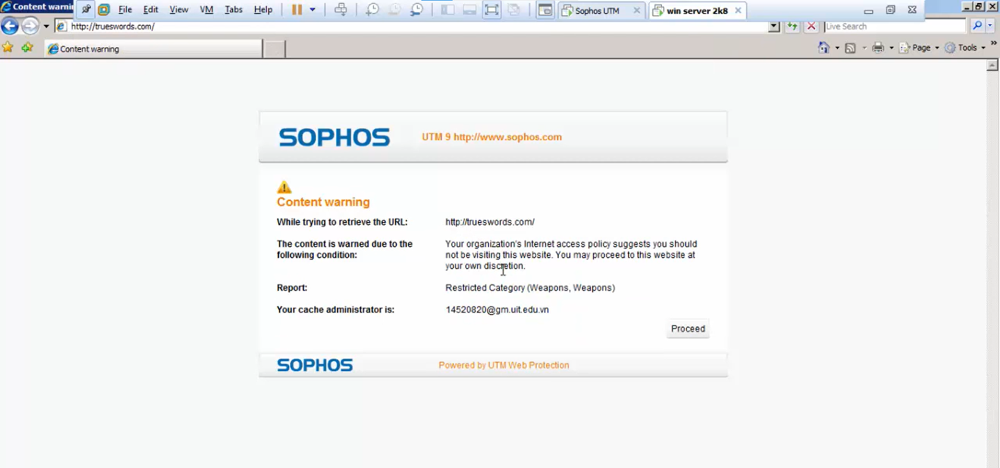 Content warnin
File Edit View VM Tabs Help
Sophos UTM
win server 2k8
http://trueswords.com/
Live Search
Content warning
Page Tools
SOPHOS
UTM 9 http://www.sophos.com
Content warning
While trying to retrieve the URL: http://trueswords.com/
The content is warned due to the
following condition:
Your organization's Internet access policy suggests you should
not be visiting this website. You may proceed to this website at
your own discretion.
Report: Restricted Category (Weapons, Weapons)
Your cache administrator is: 14520820@gm.uit.edu.vn
Proceed
SOPHOS
Powered by UTM Web Protection